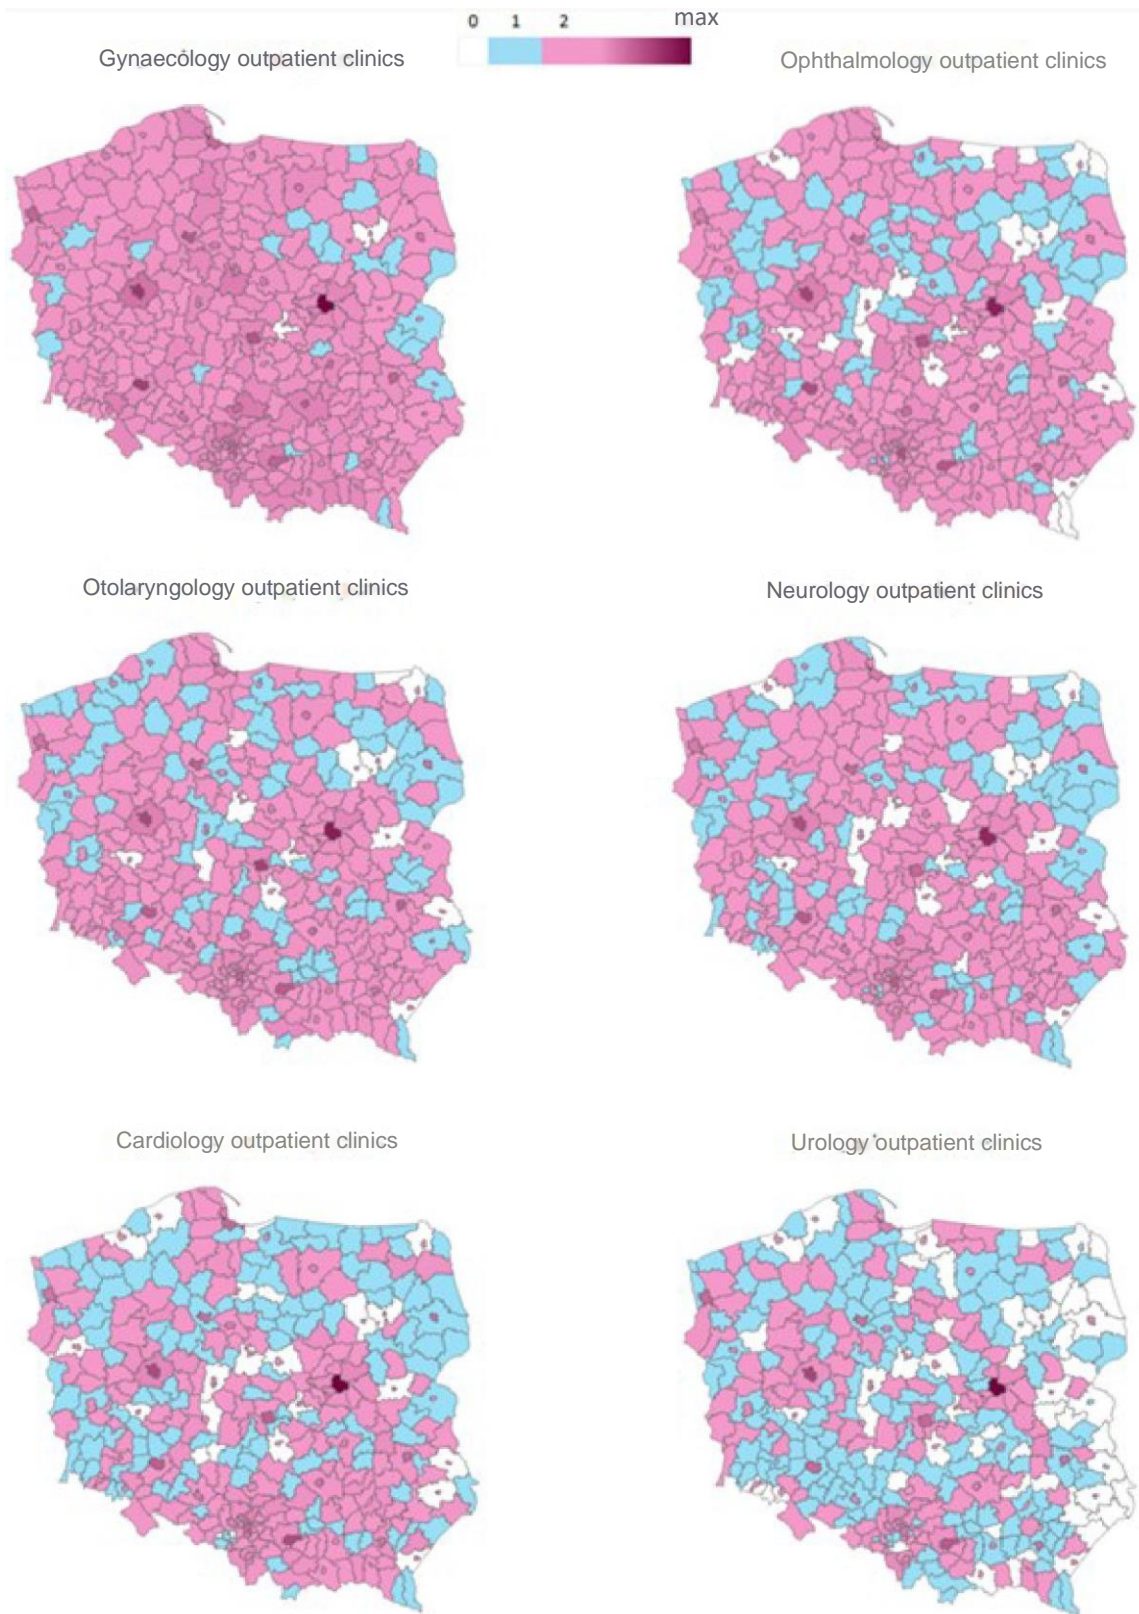 0 1 2 max
Gynaecology outpatient clinics
Ophthalmology outpatient clinics
Otolaryngology outpatient clinics
Neurology outpatient clinics
Cardiology outpatient clinics
Urology outpatient clinics